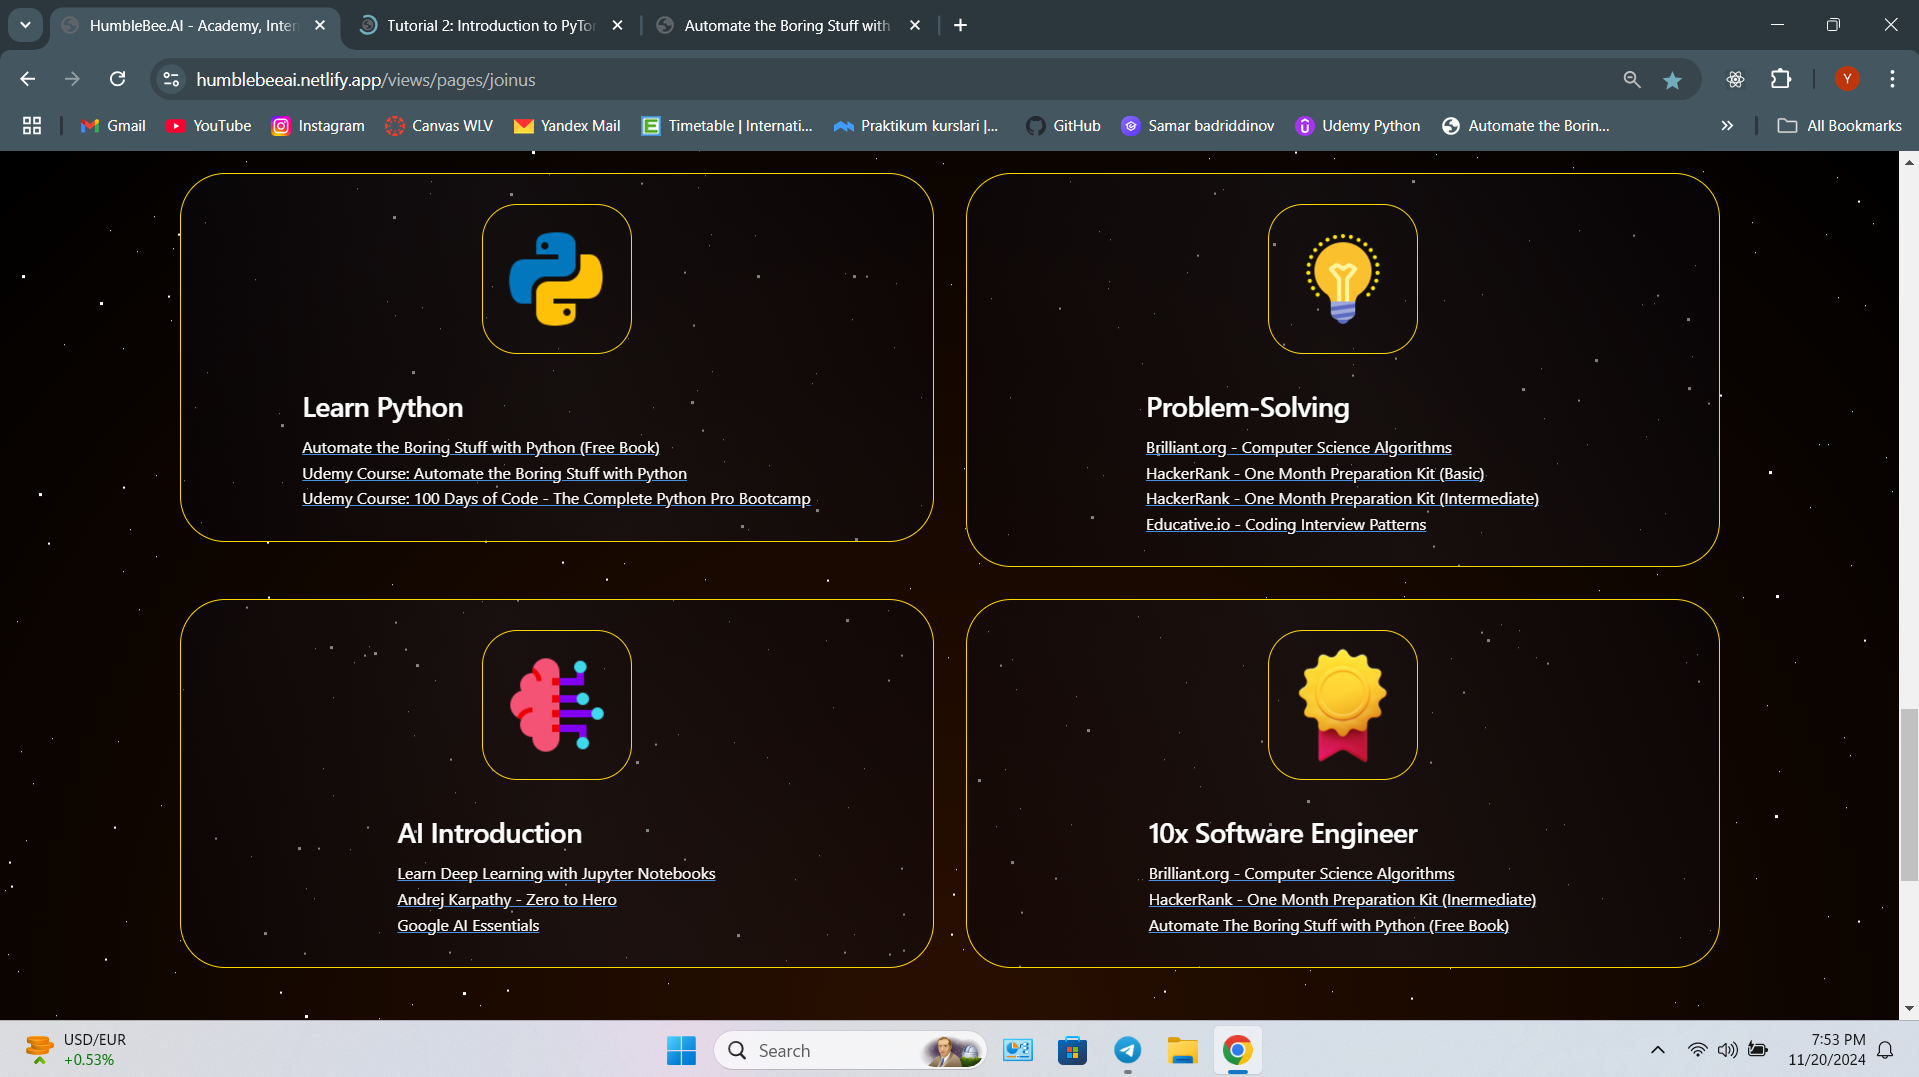 HumbleBee.AI - Academy, Inter
Tutorial 2: Introduction to PyTor
Automate the Boring Stuff with
humblebeeai.netlify.app/views/pages/joinus
Y
Gmail
YouTube
Instagram
Canvas WLV
Yandex Mail
Timetable | Internati...
Praktikum kurslari |...
GitHub
Samar badriddinov
Udemy Python
Automate the Borin...
All Bookmarks
Learn Python
Automate the Boring Stuff with Python (Free Book)
Udemy Course: Automate the Boring Stuff with Python
Udemy Course: 100 Days of Code - The Complete Python Pro Bootcamp
Problem-Solving
Brilliant.org - Computer Science Algorithms
HackerRank - One Month Preparation Kit (Basic)
HackerRank - One Month Preparation Kit (Intermediate)
Educative.io - Coding Interview Patterns
AI Introduction
Learn Deep Learning with Jupyter Notebooks
Andrej Karpathy - Zero to Hero
Google AI Essentials
10x Software Engineer
Brilliant.org - Computer Science Algorithms
HackerRank - One Month Preparation Kit (Inermediate)
Automate The Boring Stuff with Python (Free Book)
USD/EUR
+0.53%
Search
7:53 PM
11/20/2024